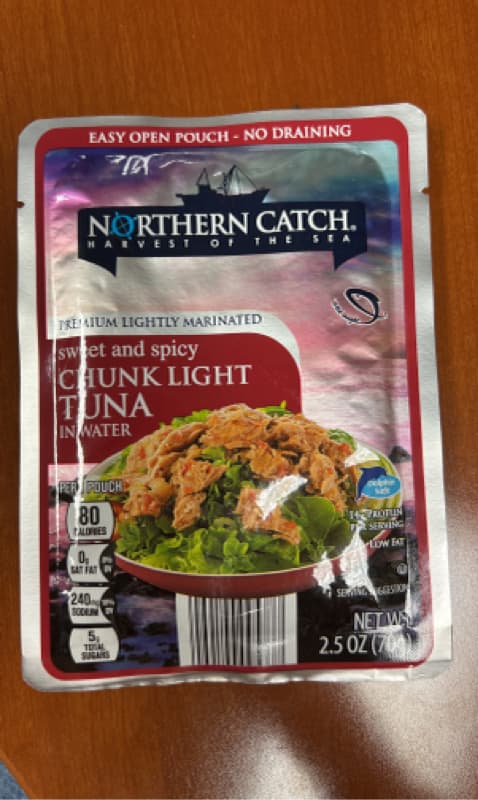 EASY OPEN POUCH - NO DRAINING
NORTHERN CATCH®
HARVEST OF THE SEA
PREMIUM LIGHTLY MARINATED
sweet and spicy
CHUNK LIGHT
TUNA
IN WATER
PER POUCH
80
CALORIES
0g
SAT FAT
240mg
SODIUM
5g
TOTAL
SUGARS
dolphin
safe
PROTEIN
PER SERVING
LOW FAT
SERVING SUGGESTION
NET WT.
2.5 OZ